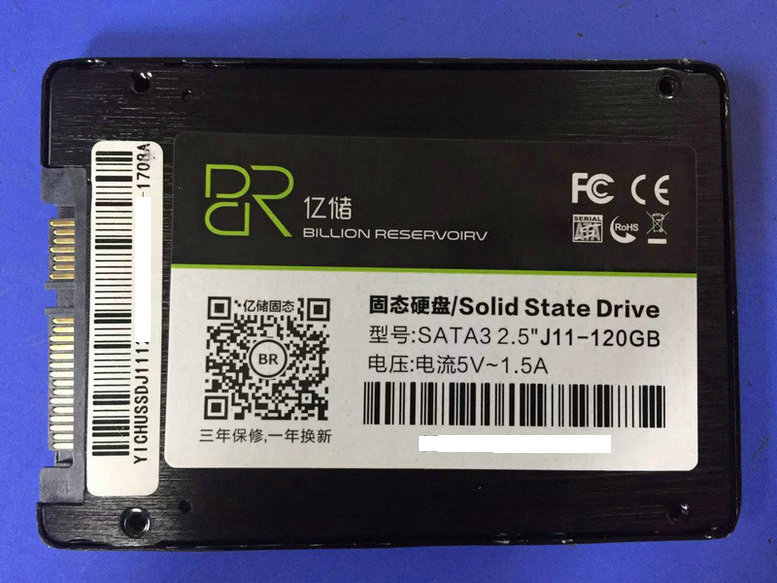 亿储
BILLION RESERVOIRV
FC CE
SERIAL
ATA
RoHS
亿储固态
BR
三年保修,一年换新
固态硬盘/Solid State Drive
型号:SATA3 2.5"J11-120GB
电压:电流5V~1.5A
YICHUSSDJ1112
-1708A